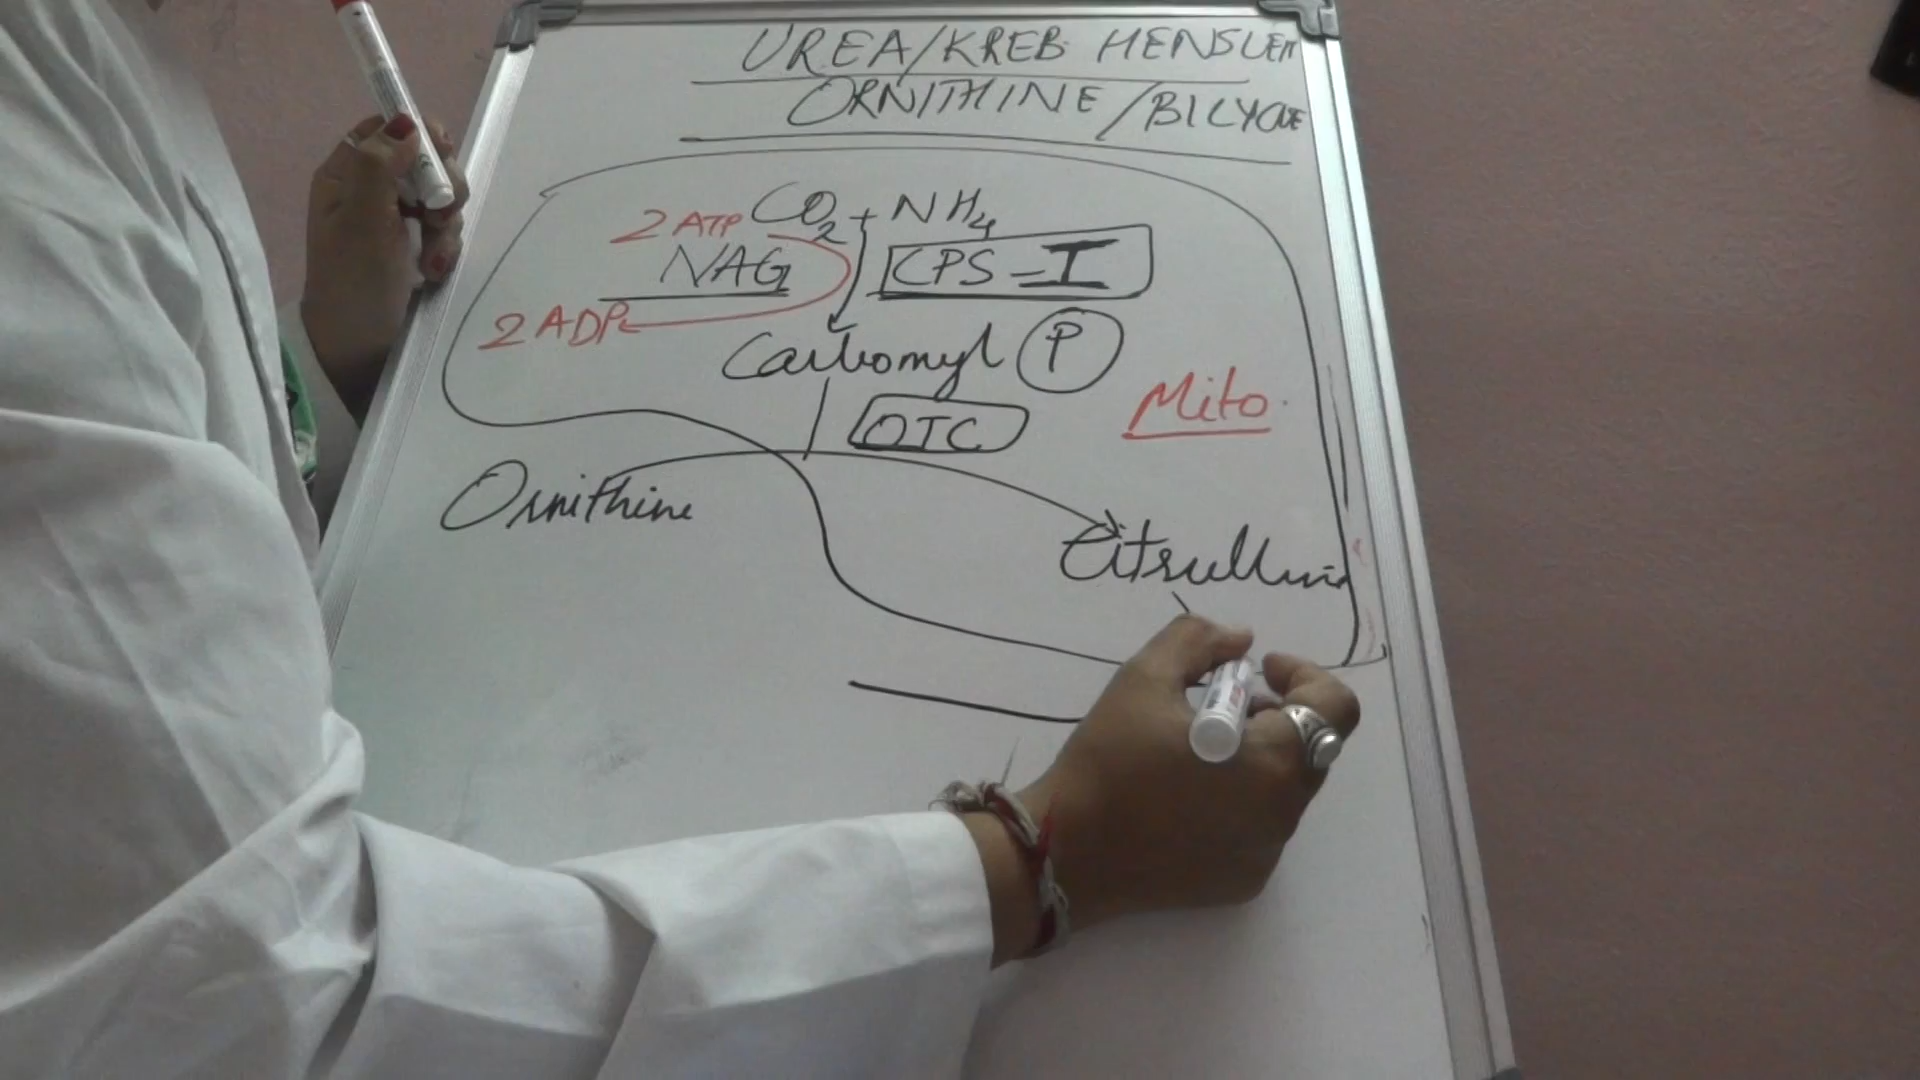 UREA/KREB HENSLEIT
ORNITHINE/BICYCLE
2 ATP CO2 + NH4
NAG CPS-I
2 ADP
Carbomyl P
OTC
Mito.
Ornithine
Citrulline